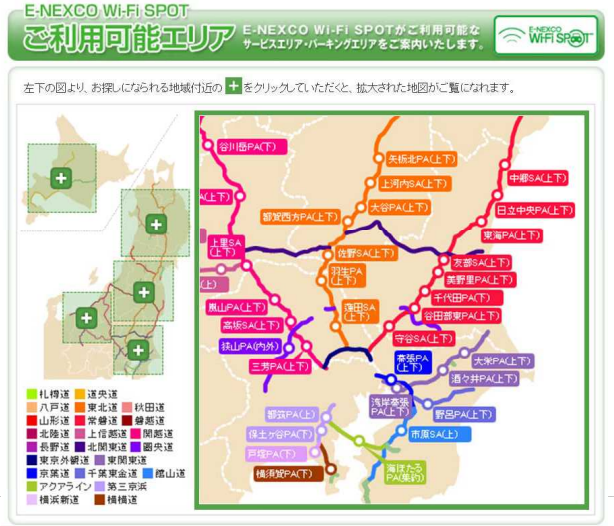 E-NEXCO Wi-Fi SPOT
ご利用可能エリア
E-NEXCO Wi-Fi SPOTがご利用可能な
サービスエリア・パーキングエリアをご案内いたします。
E-NEXCO
WiFi SPOT
左下の図より、お探しになられる地域付近の + をクリックしていただくと、拡大された地図がご覧になれます。
谷川岳PA(下)
矢板北PA(上下)
中郷SA(上下)
上河内SA(上下)
A(上下)
大谷PA(上下)
日立中央PA(上下)
都賀西方PA(上下)
東海PA(上下)
上里SA
(上下)
佐野SA(上下)
友部SA(上下)
羽生PA
(上下)
美野里PA(上下)
(上)
千代田PA(下)
嵐山PA(上下)
蓮田SA
(上下)
谷田部東PA(上下)
高坂SA(上下)
守谷SA(上下)
狭山PA(内外)
三芳PA(上下)
幕張PA
(上下)
大栄PA(上下)
酒々井PA(上下)
湾岸幕張
PA(上下)
都筑PA(上)
野呂PA(上下)
保土ヶ谷PA(下)
市原SA(上)
戸塚PA(下)
横須賀PA(下)
海ほたる
PA(集約)
札樽道 道央道
八戸道 東北道 秋田道
山形道 常磐道 磐越道
北陸道 上信越道 関越道
長野道 北関東道 圏央道
東京外環道 東関東道
京葉道 千葉東金道 館山道
アクアライン 第三京浜
横浜新道 横横道